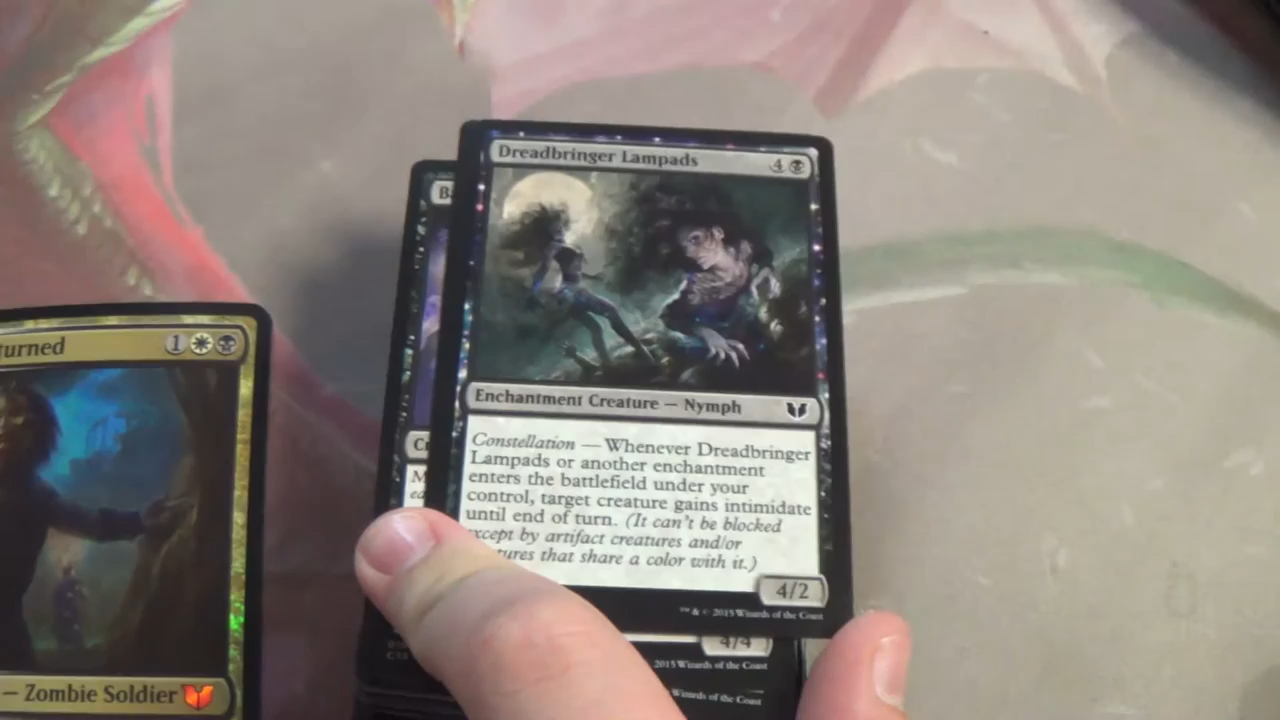 Dreadbringer Lampads 4
Enchantment Creature — Nymph
Constellation — Whenever Dreadbringer
Lampads or another enchantment
enters the battlefield under your
control, target creature gains intimidate
until end of turn. (It can't be blocked
except by artifact creatures and/or
tures that share a color with it.)
4/2
™ & © 2015 Wizards of the Coast
4/4
2015 Wizards of the Coast
Wizards of the Coast
turned 1
— Zombie Soldier